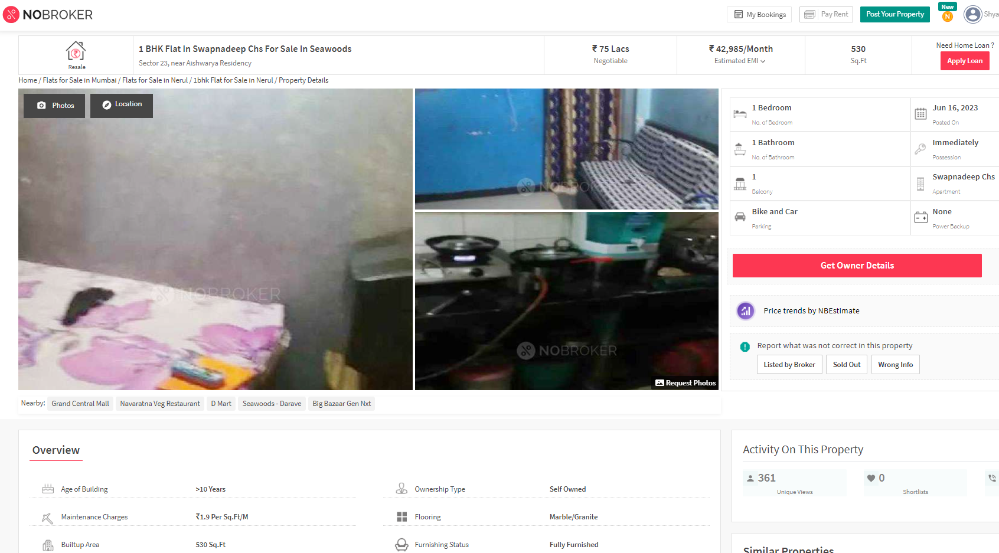 NOBROKER
My Bookings
Pay Rent
Post Your Property
New
N
Shya
Resale
1 BHK Flat In Swapnadeep Chs For Sale In Seawoods
Sector 23, near Aishwarya Residency
₹ 75 Lacs
Negotiable
₹ 42,985/Month
Estimated EMI
530
Sq.Ft
Need Home Loan ?
Apply Loan
Home / Flats for Sale in Mumbai / Flats for Sale in Nerul / 1bhk Flat for Sale in Nerul / Property Details
Photos
Location
NOBROKER
NOBROKER
NOBROKER
Request Photos
1 Bedroom
No. of Bedroom
Jun 16, 2023
Posted On
1 Bathroom
No. of Bathroom
Immediately
Possession
1
Balcony
Swapnadeep Chs
Apartment
Bike and Car
Parking
None
Power Backup
Get Owner Details
Price trends by NBEstimate
Report what was not correct in this property
Listed by Broker
Sold Out
Wrong Info
Nearby:
Grand Central Mall
Navaratna Veg Restaurant
D Mart
Seawoods - Darave
Big Bazaar Gen Nxt
Overview
Age of Building
>10 Years
Ownership Type
Self Owned
Maintenance Charges
₹1.9 Per Sq.Ft/M
Flooring
Marble/Granite
Builtup Area
530 Sq.Ft
Furnishing Status
Fully Furnished
Activity On This Property
361
Unique Views
0
Shortlists
Similar Properties